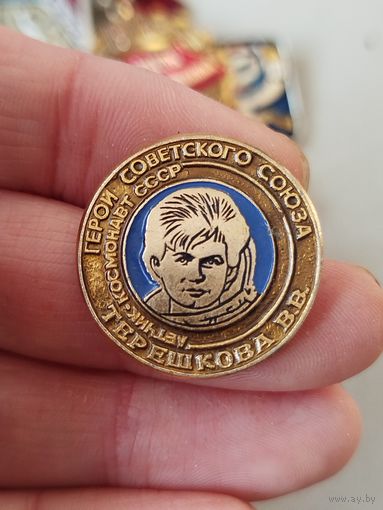 ГЕРОЙ СОВЕТСКОГО СОЮЗА
ЛЕТЧИК-КОСМОНАВТ СССР
ТЕРЕШКОВА В.В.
www.ay.by